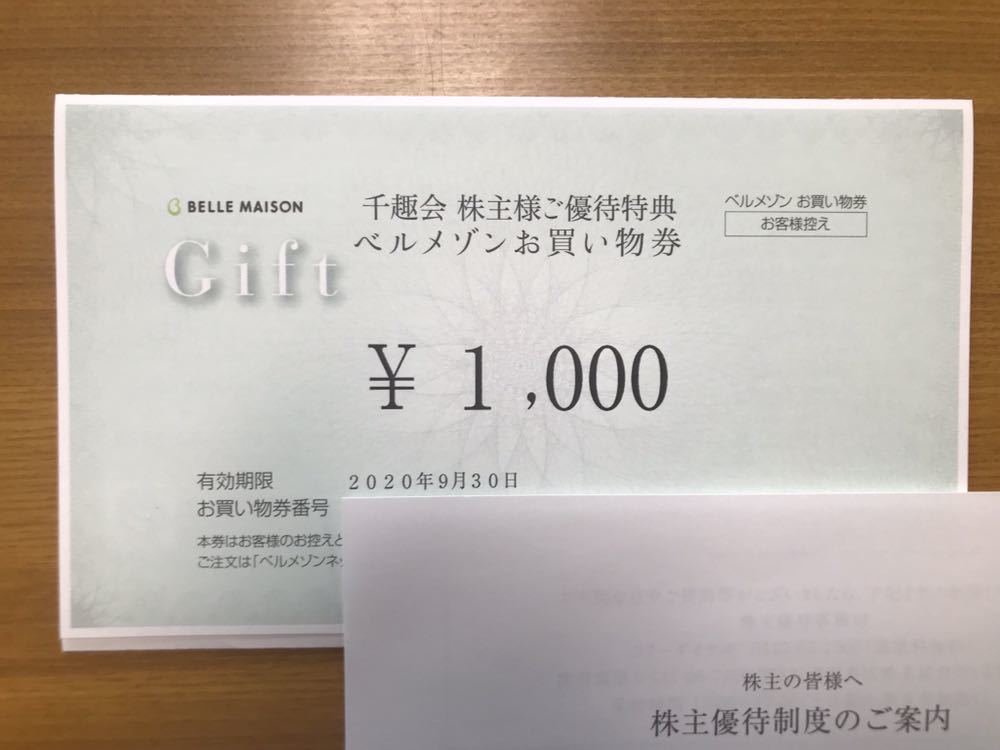 BELLE MAISON
Gift
千趣会 株主様ご優待特典
ベルメゾンお買い物券
ベルメゾン お買い物券
お客様控え
¥ 1,000
有効期限 2020年9月30日
お買い物券番号
本券はお客様のお控えと
ご注文は「ベルメゾンネッ
株主の皆様へ
株主優待制度のご案内